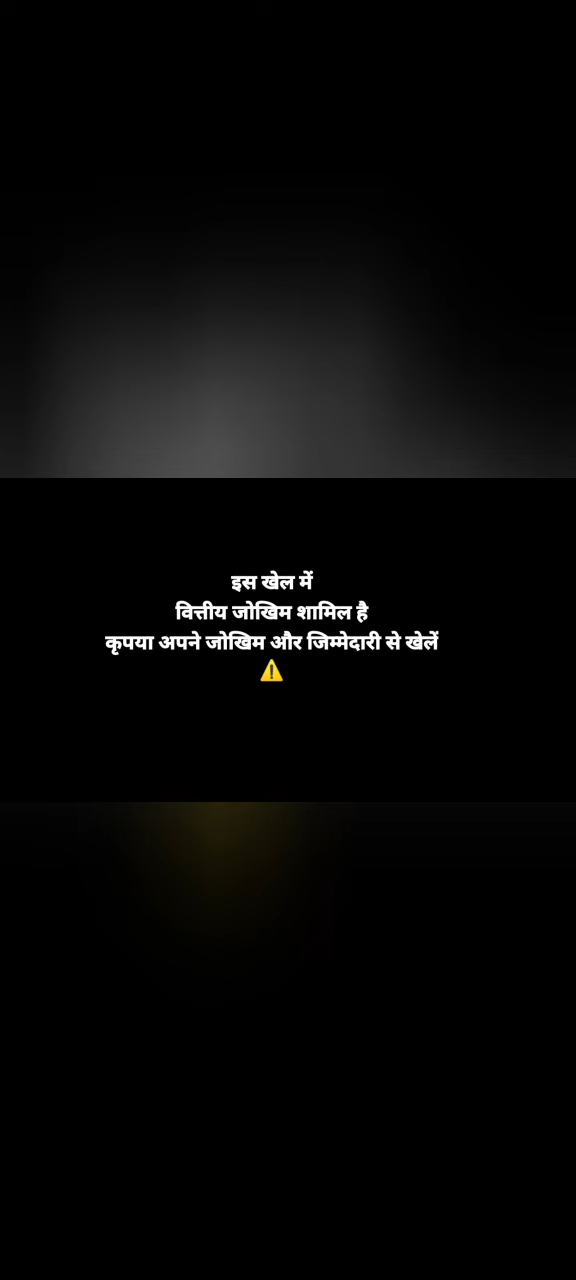 इस खेल में
वित्तीय जोखिम शामिल है
कृपया अपने जोखिम और जिम्मेदारी से खेलें
⚠️